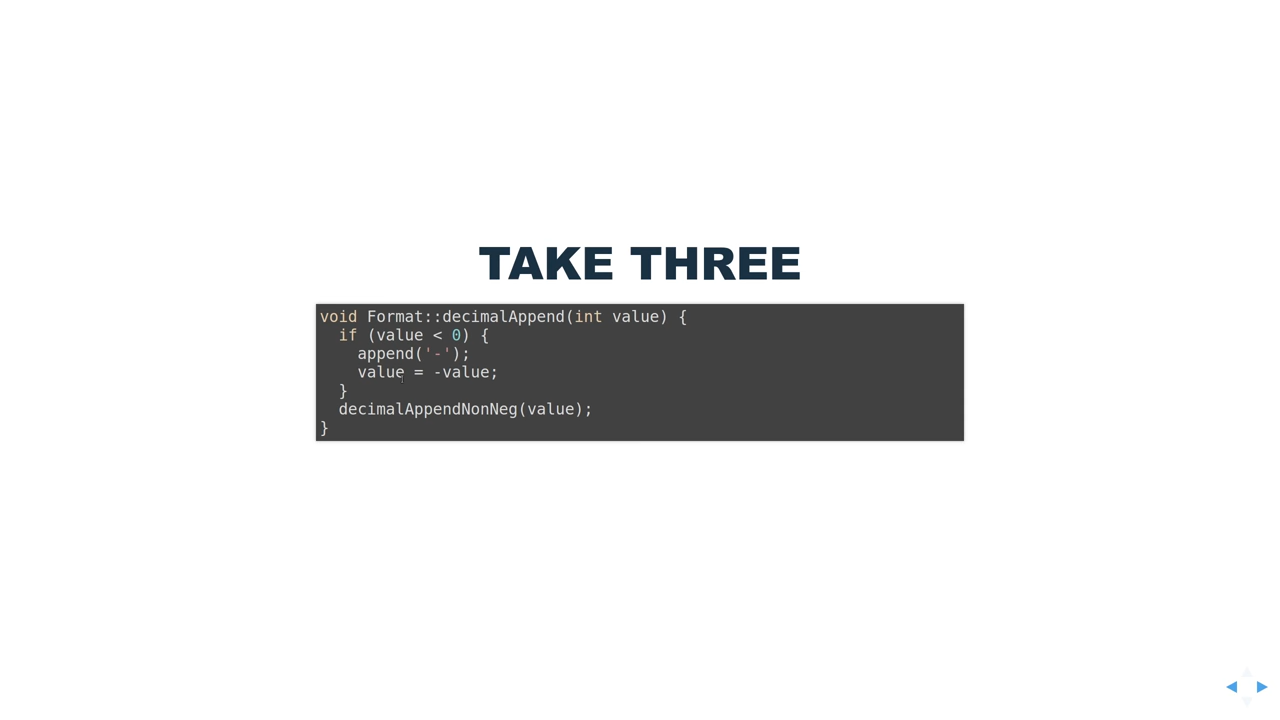 TAKE THREE
void Format::decimalAppend(int value) {
  if (value < 0) {
    append('-');
    value = -value;
  }
  decimalAppendNonNeg(value);
}